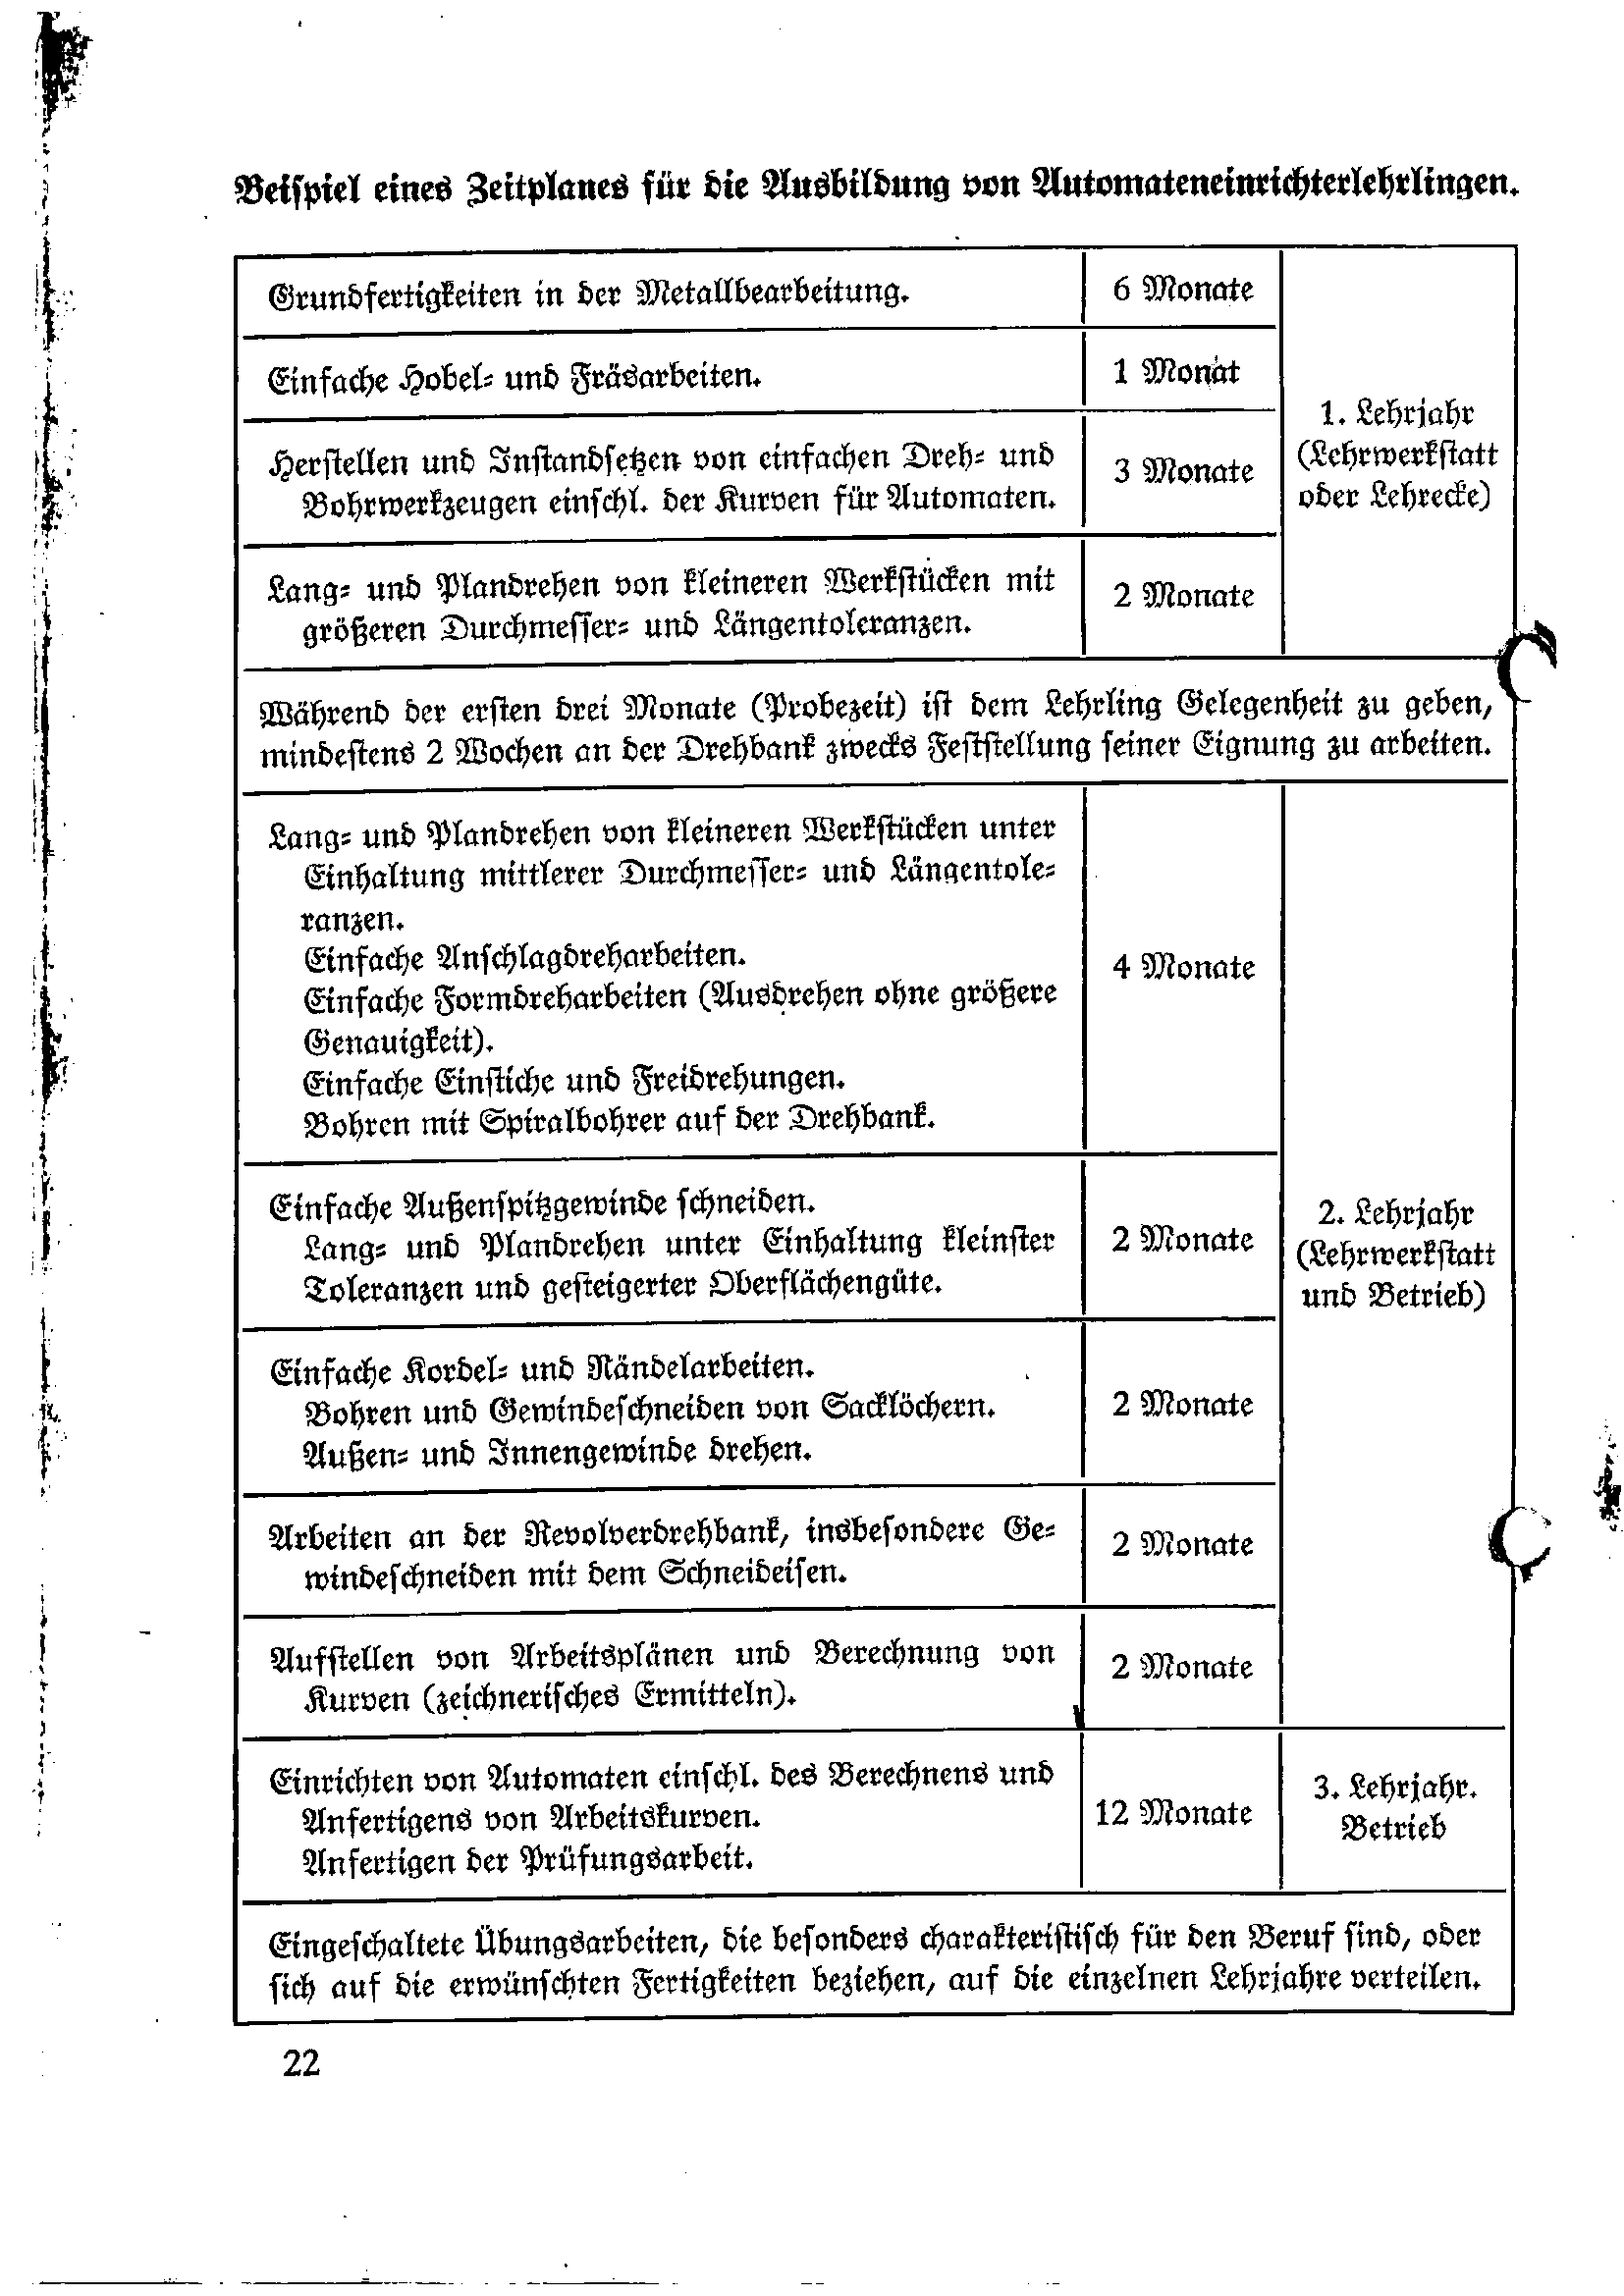 Beispiel eines Zeitplanes für die Ausbildung von Automateneinrichterlehrlingen.
Grundfertigkeiten in der Metallbearbeitung.
6 Monate
Einfache Hobel- und Fräsarbeiten.
1 Monat
Herstellen und Instandsetzen von einfachen Dreh- und
Bohrwerkzeugen einschl. der Kurven für Automaten.
3 Monate
Lang- und Plandrehen von kleineren Werkstücken mit
größeren Durchmesser- und Längentoleranzen.
2 Monate
1. Lehrjahr
(Lehrwerkstatt
oder Lehrecke)
Während der ersten drei Monate (Probezeit) ist dem Lehrling Gelegenheit zu geben,
mindestens 2 Wochen an der Drehbank zwecks Feststellung seiner Eignung zu arbeiten.
Lang- und Plandrehen von kleineren Werkstücken unter
Einhaltung mittlerer Durchmesser- und Längentole-
ranzen.
Einfache Anschlagdreharbeiten.
Einfache Formdreharbeiten (Ausdrehen ohne größere
Genauigkeit).
Einfache Einstiche und Freidrehungen.
Bohren mit Spiralbohrer auf der Drehbank.
4 Monate
Einfache Außenspitzgewinde schneiden.
Lang- und Plandrehen unter Einhaltung kleinster
Toleranzen und gesteigerter Oberflächengüte.
2 Monate
Einfache Kordel- und Rändelarbeiten.
Bohren und Gewindeschneiden von Sacklöchern.
Außen- und Innengewinde drehen.
2 Monate
Arbeiten an der Revolverdrehbank, insbesondere Ge-
windeschneiden mit dem Schneideisen.
2 Monate
Aufstellen von Arbeitsplänen und Berechnung von
Kurven (zeichnerisches Ermitteln).
2 Monate
2. Lehrjahr
(Lehrwerkstatt
und Betrieb)
Einrichten von Automaten einschl. des Berechnens und
Anfertigens von Arbeitskurven.
Anfertigen der Prüfungsarbeit.
12 Monate
3. Lehrjahr.
Betrieb
Eingeschaltete Übungsarbeiten, die besonders charakteristisch für den Beruf sind, oder
sich auf die erwünschten Fertigkeiten beziehen, auf die einzelnen Lehrjahre verteilen.
22